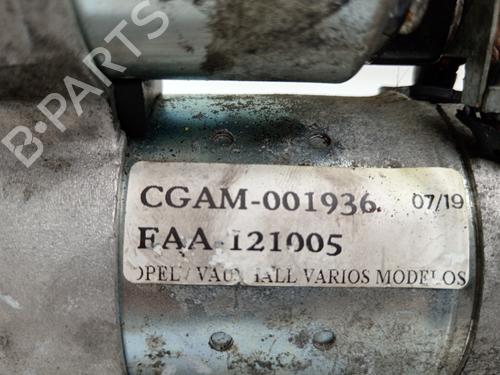 B-PARTS
CGAM-001936. 07/19
FAA-121005
OPEL / VAUXHALL VARIOS MODELOS